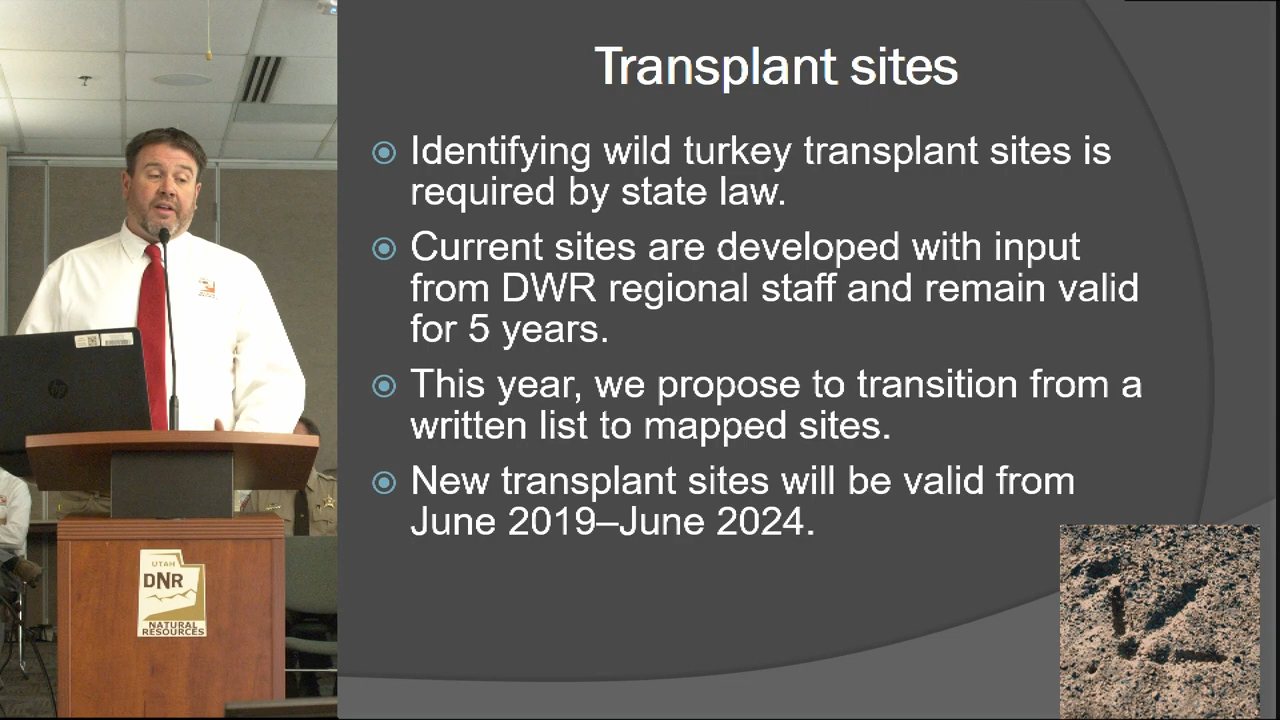 Transplant sites
Identifying wild turkey transplant sites is
required by state law.
Current sites are developed with input
from DWR regional staff and remain valid
for 5 years.
This year, we propose to transition from a
written list to mapped sites.
New transplant sites will be valid from
June 2019–June 2024.
hp
UTAH
DNR
NATURAL
RESOURCES